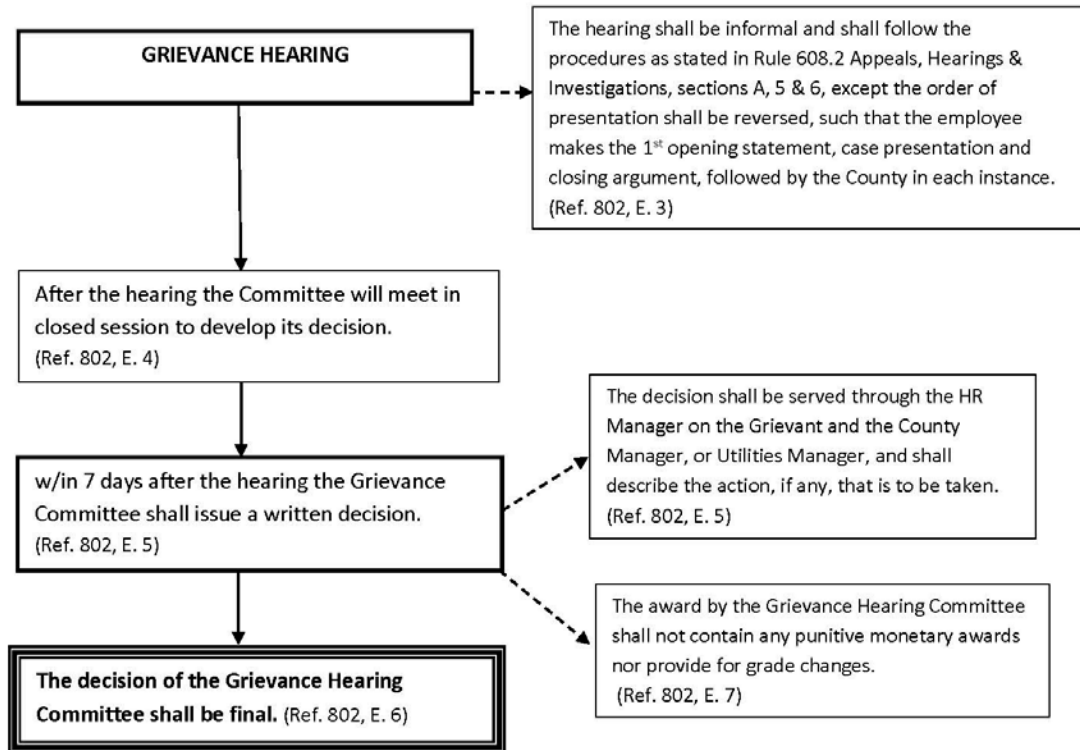 GRIEVANCE HEARING
The hearing shall be informal and shall follow the
procedures as stated in Rule 608.2 Appeals, Hearings &
Investigations, sections A, 5 & 6, except the order of
presentation shall be reversed, such that the employee
makes the 1st opening statement, case presentation and
closing argument, followed by the County in each instance.
(Ref. 802, E. 3)
After the hearing the Committee will meet in
closed session to develop its decision.
(Ref. 802, E. 4)
w/in 7 days after the hearing the Grievance
Committee shall issue a written decision.
(Ref. 802, E. 5)
The decision shall be served through the HR
Manager on the Grievant and the County
Manager, or Utilities Manager, and shall
describe the action, if any, that is to be taken.
(Ref. 802, E. 5)
The award by the Grievance Hearing Committee
shall not contain any punitive monetary awards
nor provide for grade changes.
(Ref. 802, E. 7)
The decision of the Grievance Hearing
Committee shall be final. (Ref. 802, E. 6)